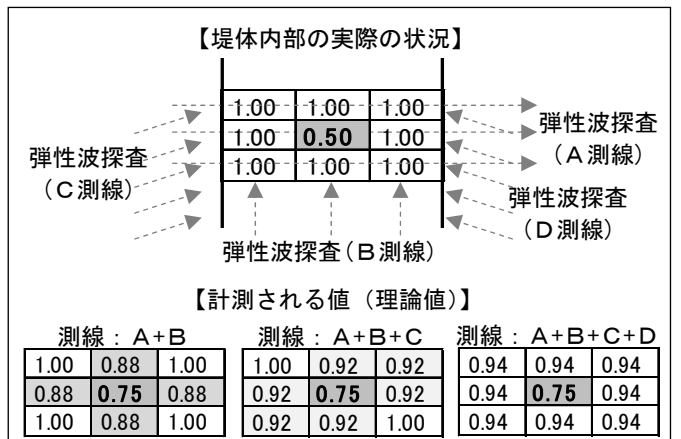 【堤体内部の実際の状況】
1.00 1.00 1.00
1.00 0.50 1.00
1.00 1.00 1.00
弾性波探査
(A測線)
弾性波探査
(C測線)
弾性波探査
(D測線)
弾性波探査(B測線)
【計測される値(理論値)】
測線:A+B
1.00 0.88 1.00
0.88 0.75 0.88
1.00 0.88 1.00
測線:A+B+C
1.00 0.92 0.92
0.92 0.75 0.92
0.92 0.92 1.00
測線:A+B+C+D
0.94 0.94 0.94
0.94 0.75 0.94
0.94 0.94 0.94